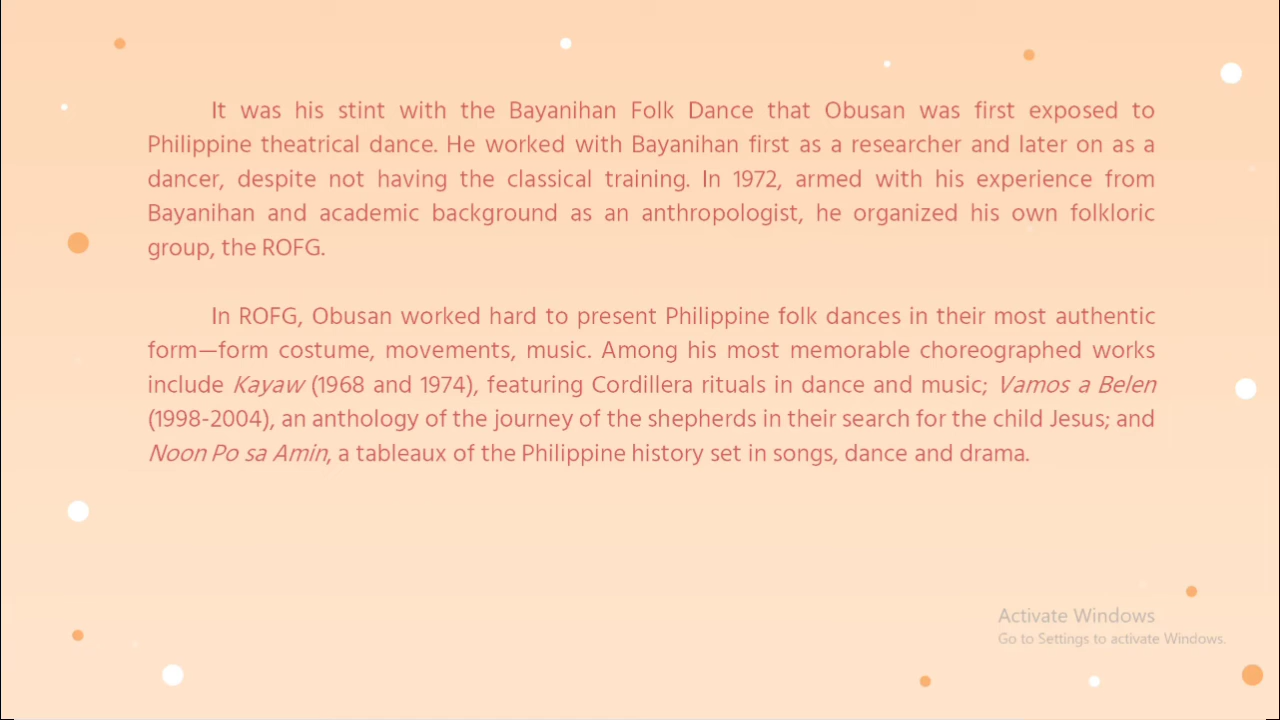 It was his stint with the Bayanihan Folk Dance that Obusan was first exposed to
Philippine theatrical dance. He worked with Bayanihan first as a researcher and later on as a
dancer, despite not having the classical training. In 1972, armed with his experience from
Bayanihan and academic background as an anthropologist, he organized his own folkloric
group, the ROFG.
In ROFG, Obusan worked hard to present Philippine folk dances in their most authentic
form—form costume, movements, music. Among his most memorable choreographed works
include Kayaw (1968 and 1974), featuring Cordillera rituals in dance and music; Vamos a Belen
(1998-2004), an anthology of the journey of the shepherds in their search for the child Jesus; and
Noon Po sa Amin, a tableaux of the Philippine history set in songs, dance and drama.
Activate Windows
Go to Settings to activate Windows.